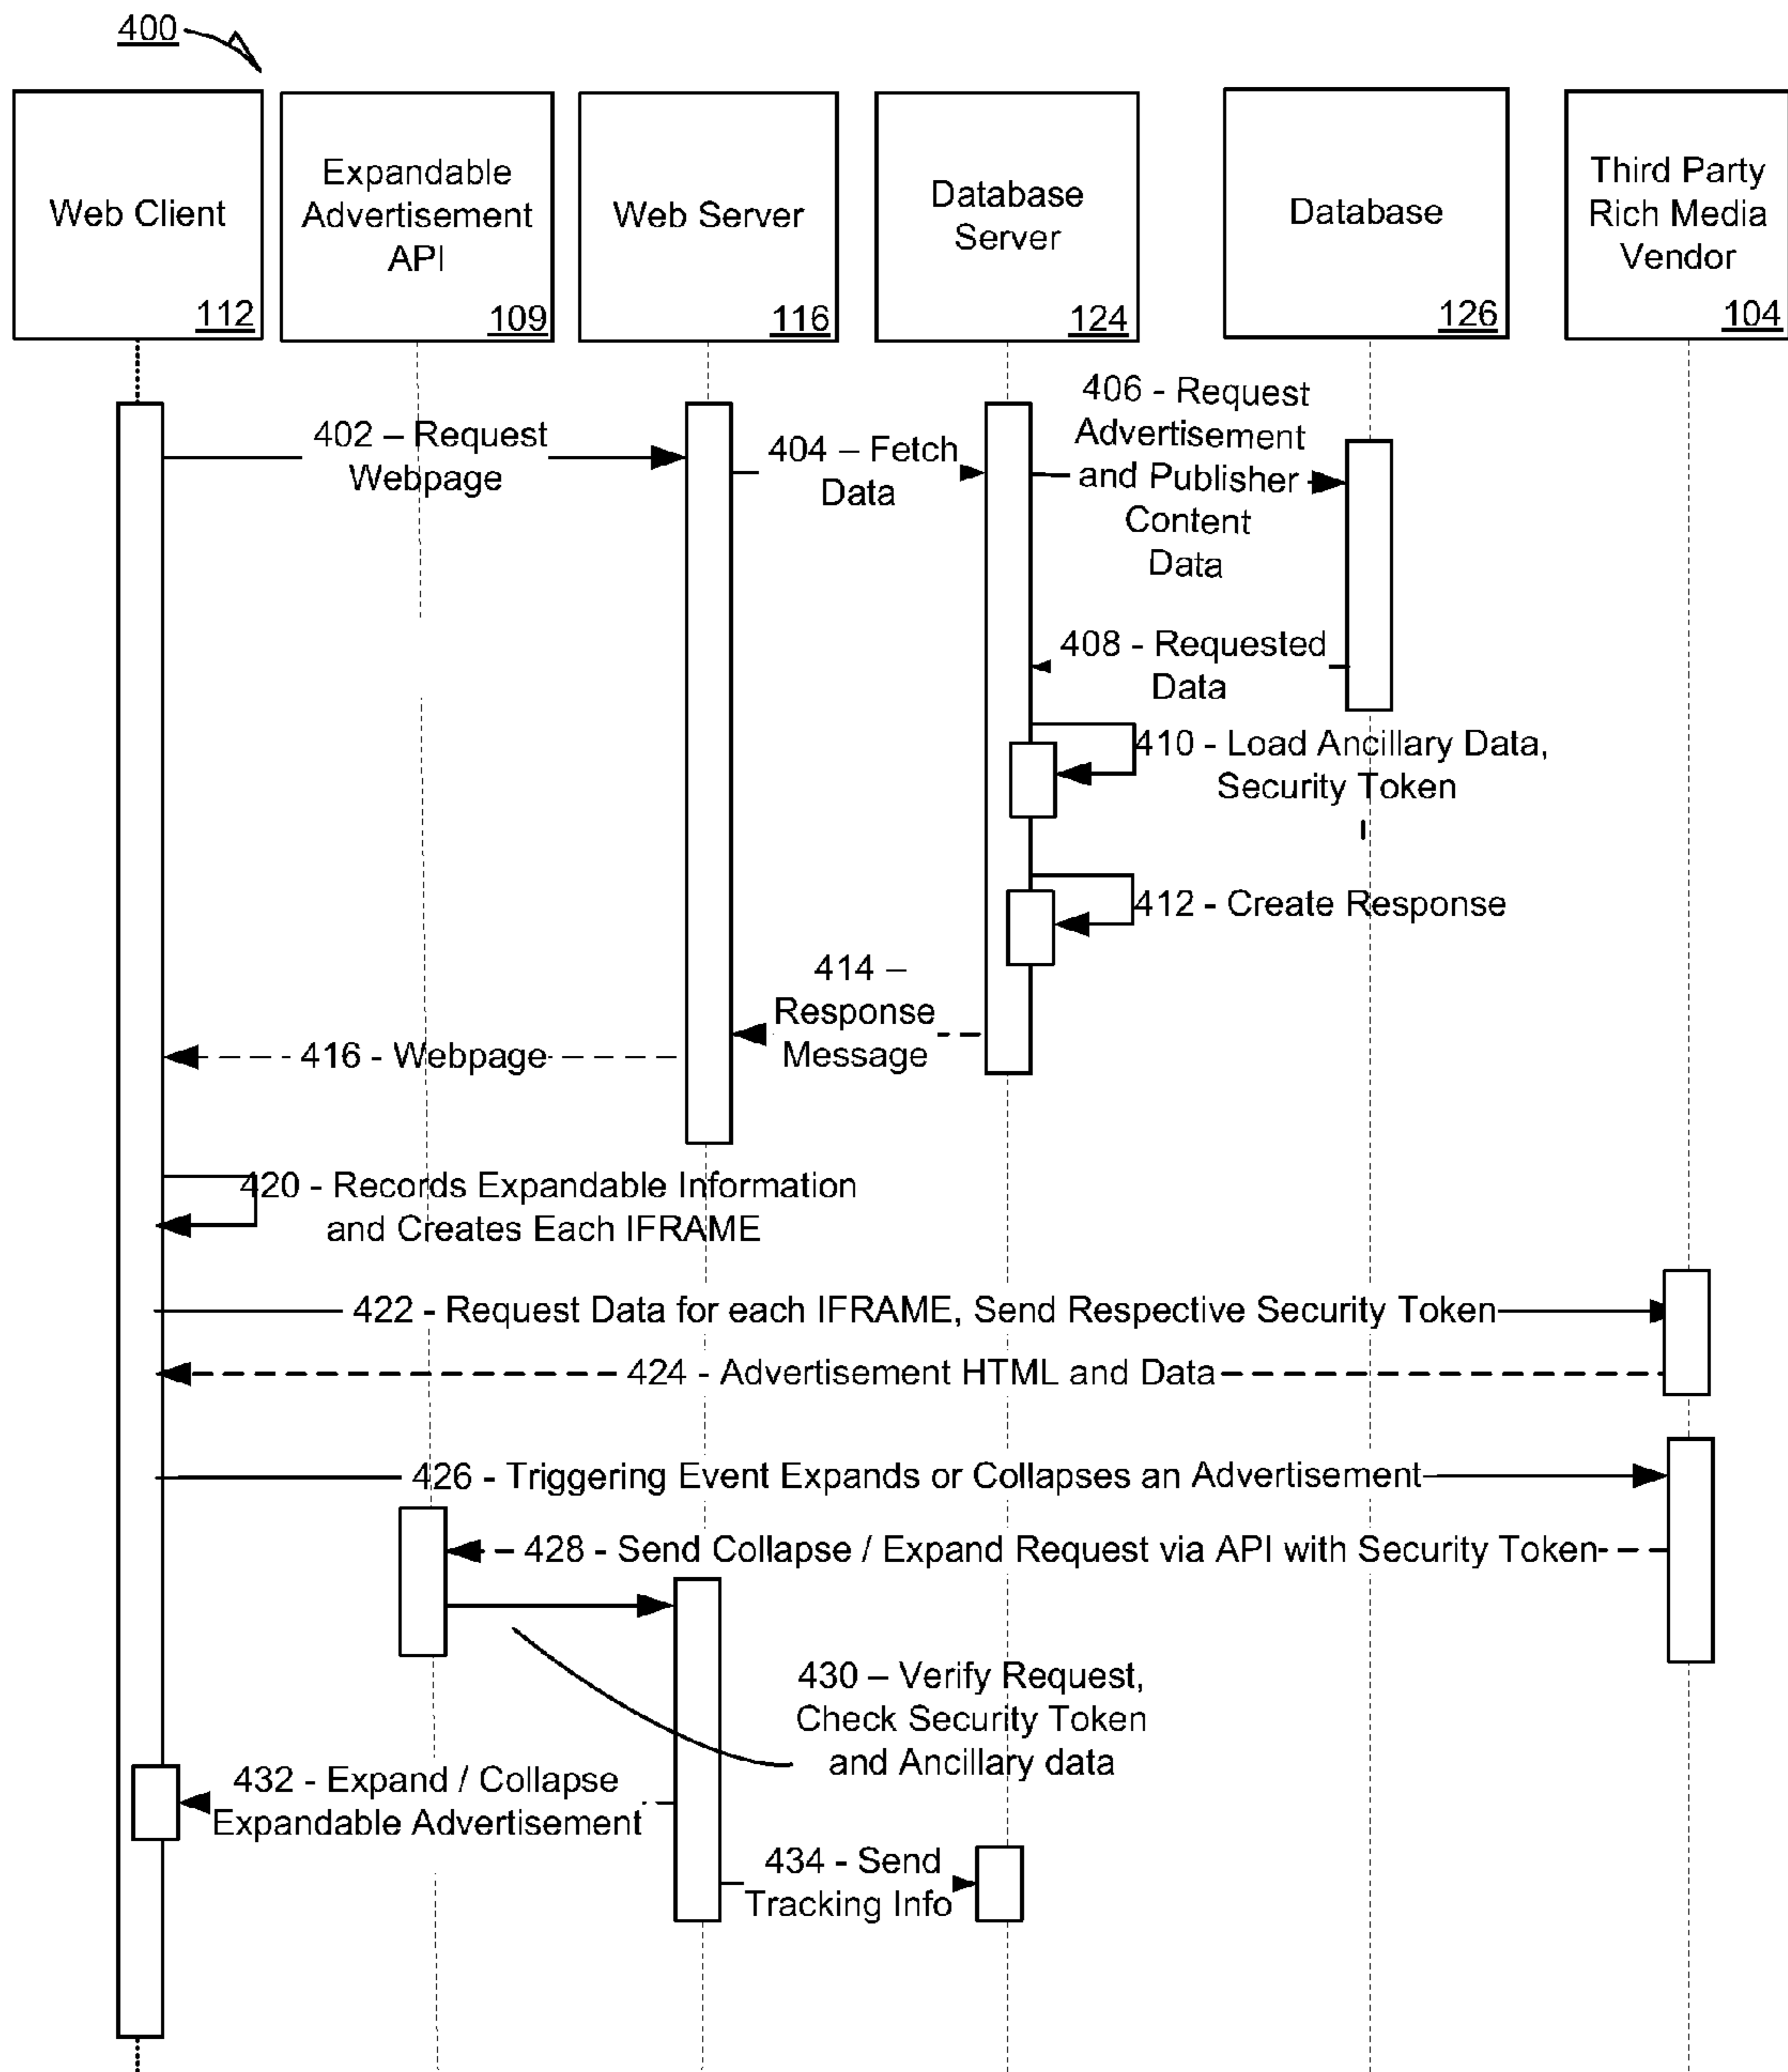 400
Web Client
112
Expandable
Advertisement
API
109
Web Server
116
Database
Server
124
Database
126
Third Party
Rich Media
Vendor
104
402 – Request
Webpage
404 – Fetch
Data
406 - Request
Advertisement
and Publisher
Content
Data
408 - Requested
Data
410 - Load Ancillary Data,
Security Token
412 - Create Response
414 –
Response
Message
416 - Webpage
420 - Records Expandable Information
and Creates Each IFRAME
422 - Request Data for each IFRAME, Send Respective Security Token
424 - Advertisement HTML and Data
426 - Triggering Event Expands or Collapses an Advertisement
428 - Send Collapse / Expand Request via API with Security Token
430 – Verify Request,
Check Security Token
and Ancillary data
432 - Expand / Collapse
Expandable Advertisement
434 - Send
Tracking Info